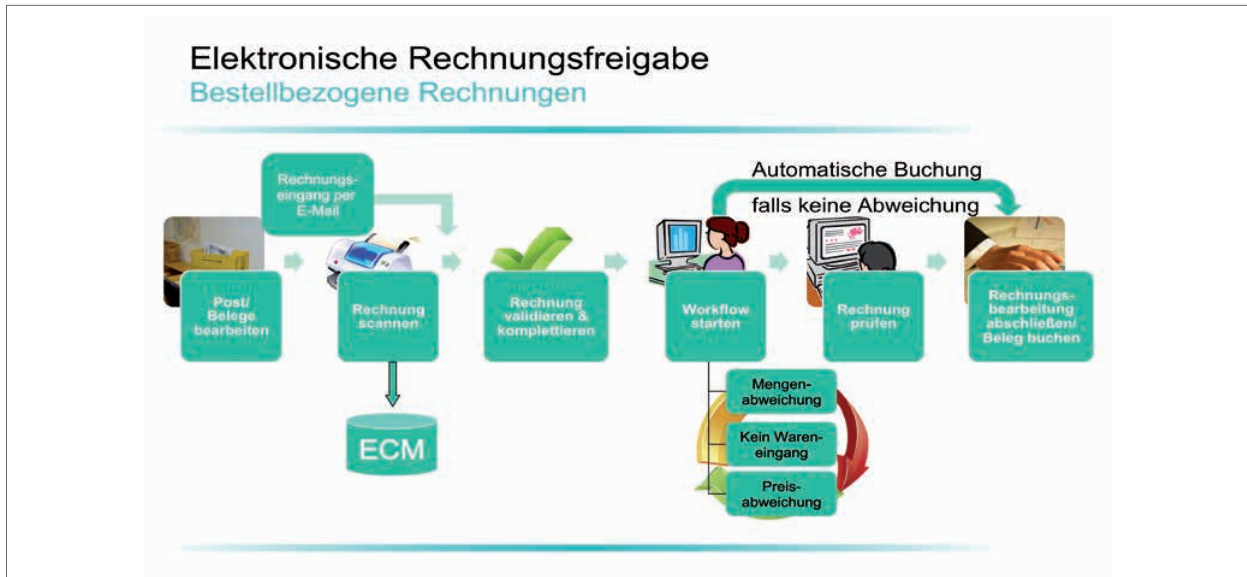 Elektronische Rechnungsfreigabe
Bestellbezogene Rechnungen
Rechnungs-
eingang per
E-Mail
Automatische Buchung
falls keine Abweichung
Post/
Belege
bearbeiten
Rechnung
scannen
Rechnung
validieren &
komplettieren
Workflow
starten
Rechnung
prüfen
Rechnungs-
bearbeitung
abschließen/
Beleg buchen
ECM
Mengen-
abweichung
Kein Waren-
eingang
Preis-
abweichung